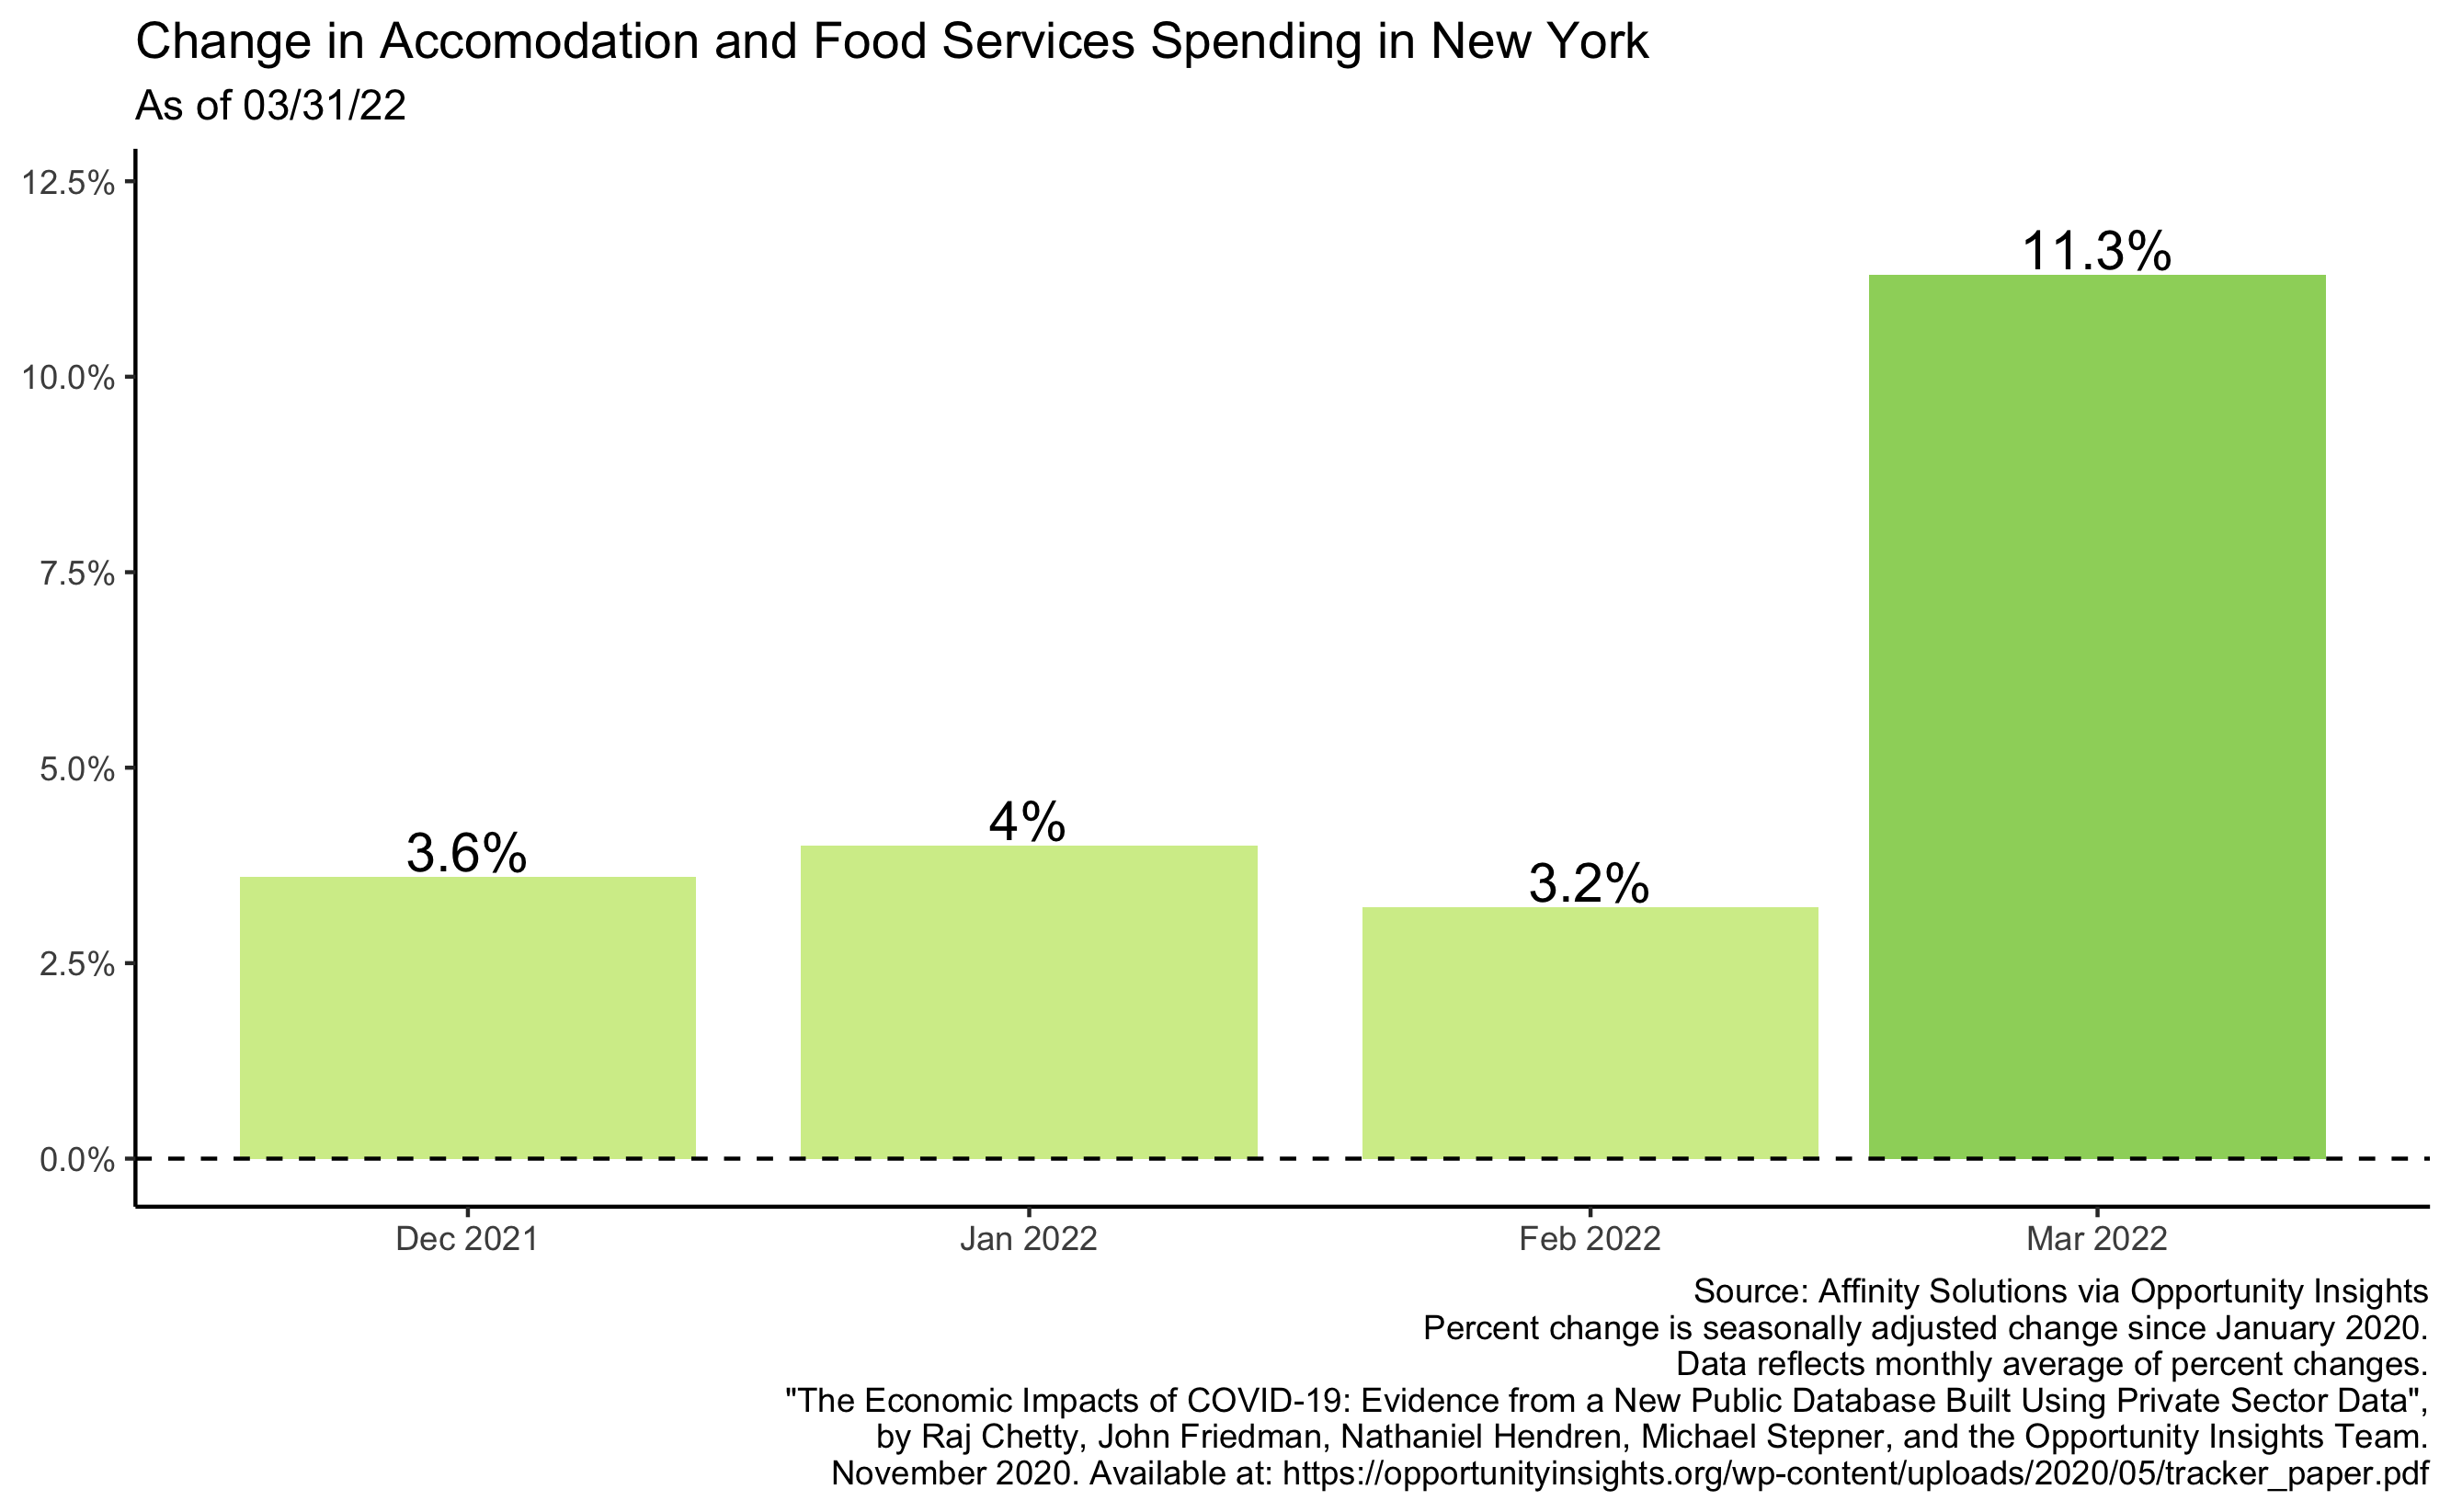 Change in Accomodation and Food Services Spending in New York
As of 03/31/22
12.5%
10.0%
7.5%
5.0%
2.5%
0.0%
3.6%
4%
3.2%
11.3%
Dec 2021
Jan 2022
Feb 2022
Mar 2022
Source: Affinity Solutions via Opportunity Insights
Percent change is seasonally adjusted change since January 2020.
Data reflects monthly average of percent changes.
"The Economic Impacts of COVID-19: Evidence from a New Public Database Built Using Private Sector Data",
by Raj Chetty, John Friedman, Nathaniel Hendren, Michael Stepner, and the Opportunity Insights Team.
November 2020. Available at: https://opportunityinsights.org/wp-content/uploads/2020/05/tracker_paper.pdf